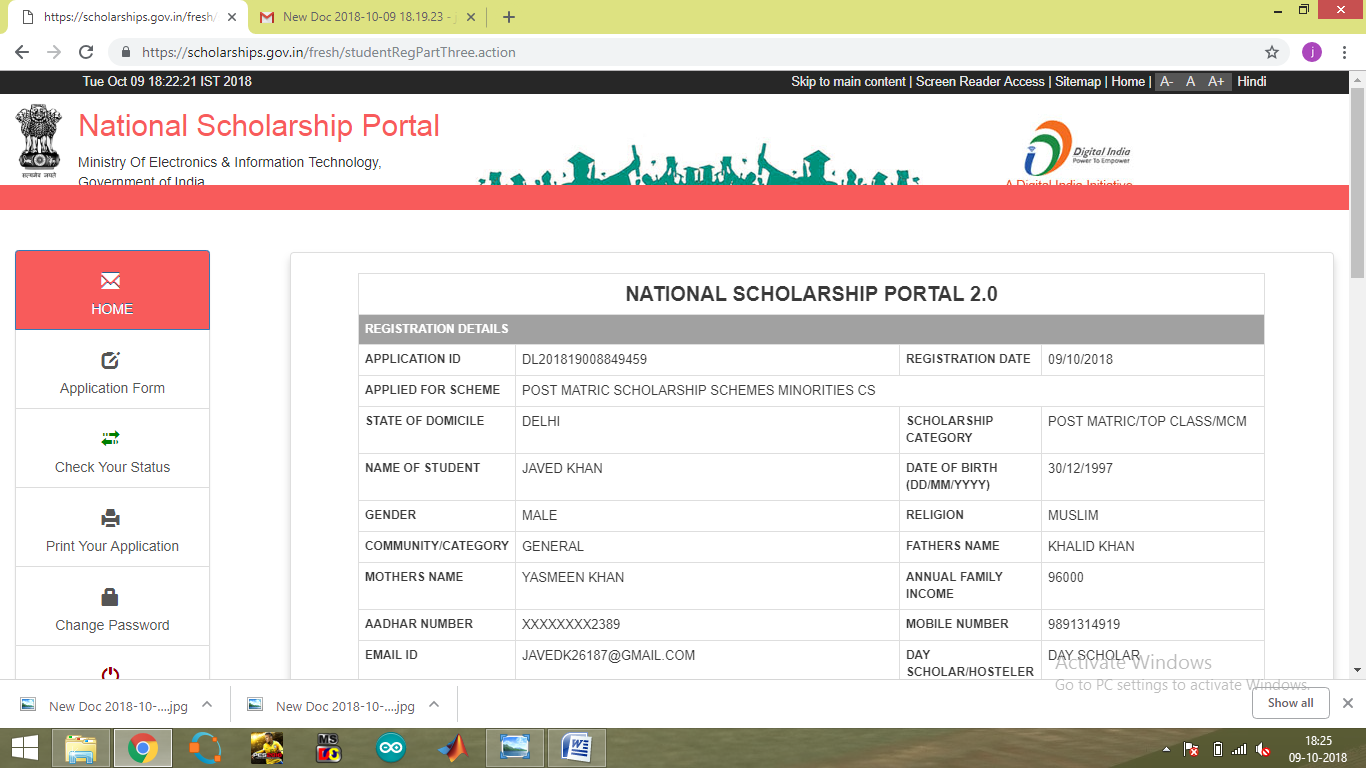 https://scholarships.gov.in/fresh/
New Doc 2018-10-09 18.19.23 -
https://scholarships.gov.in/fresh/studentRegPartThree.action
j
Tue Oct 09 18:22:21 IST 2018
Skip to main content | Screen Reader Access | Sitemap | Home | A- A A+ Hindi
National Scholarship Portal
Ministry Of Electronics & Information Technology,
Government of India
सत्यमेव जयते
Digital India
Power To Empower
A Digital India Initiative
HOME
Application Form
Check Your Status
Print Your Application
Change Password
NATIONAL SCHOLARSHIP PORTAL 2.0
REGISTRATION DETAILS
APPLICATION ID DL201819008849459 REGISTRATION DATE 09/10/2018
APPLIED FOR SCHEME POST MATRIC SCHOLARSHIP SCHEMES MINORITIES CS
STATE OF DOMICILE DELHI SCHOLARSHIP CATEGORY POST MATRIC/TOP CLASS/MCM
NAME OF STUDENT JAVED KHAN DATE OF BIRTH (DD/MM/YYYY) 30/12/1997
GENDER MALE RELIGION MUSLIM
COMMUNITY/CATEGORY GENERAL FATHERS NAME KHALID KHAN
MOTHERS NAME YASMEEN KHAN ANNUAL FAMILY INCOME 96000
AADHAR NUMBER XXXXXXXX2389 MOBILE NUMBER 9891314919
EMAIL ID JAVEDK26187@GMAIL.COM DAY SCHOLAR/HOSTELER DAY SCHOLAR
Activate Windows
Go to PC settings to activate Windows.
New Doc 2018-10-....jpg
New Doc 2018-10-....jpg
Show all
18:25
09-10-2018